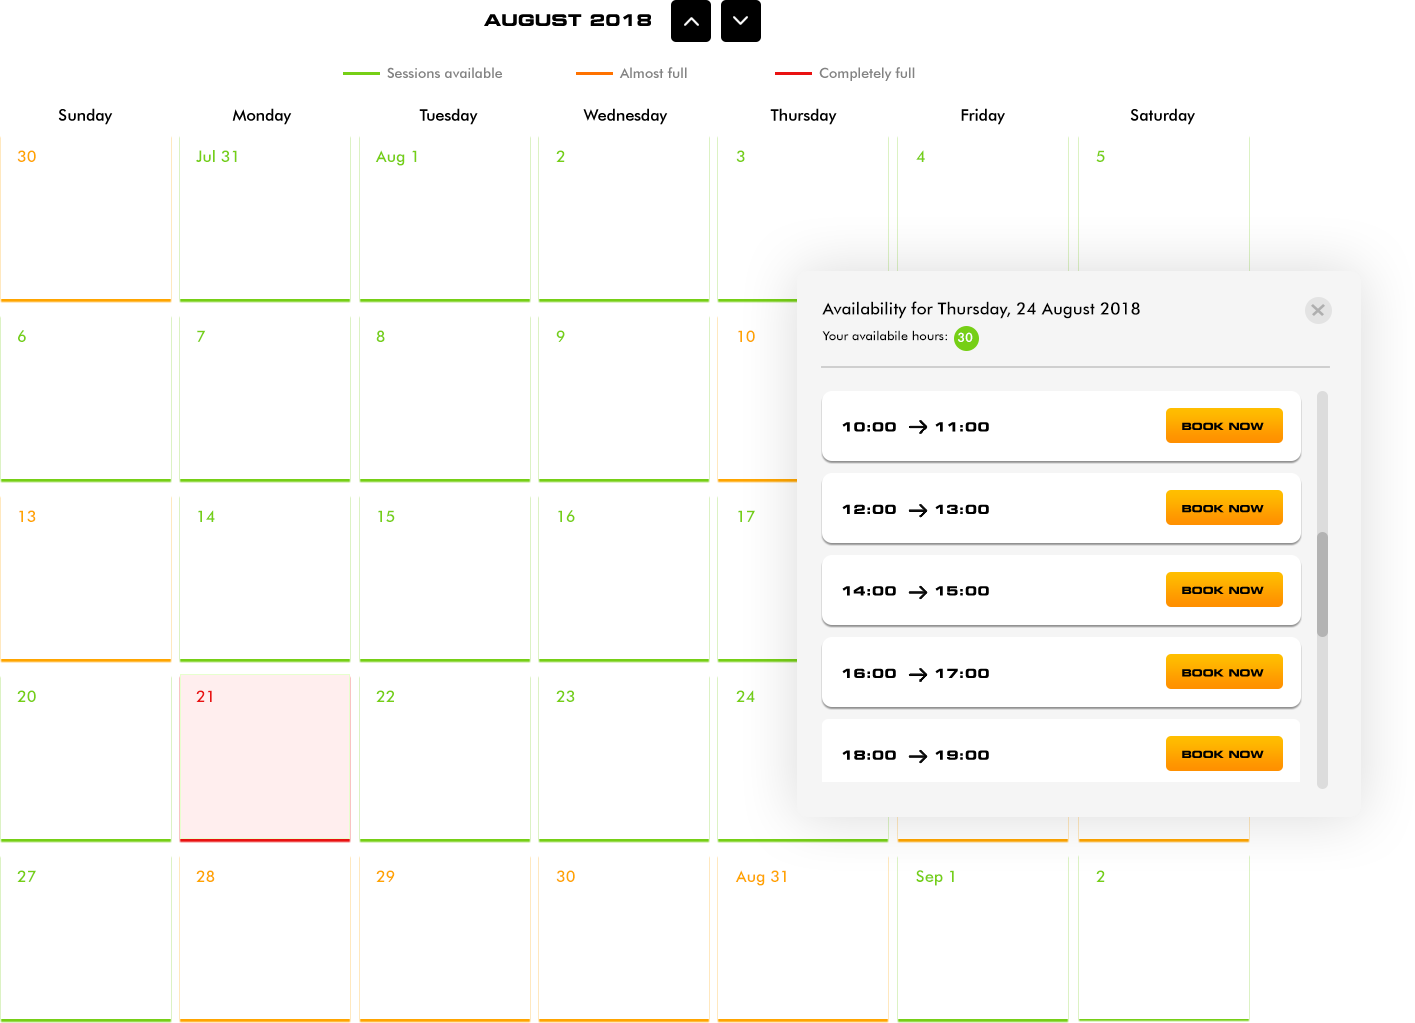 AUGUST 2018
Sessions available Almost full Completely full
Sunday Monday Tuesday Wednesday Thursday Friday Saturday
30 Jul 31 Aug 1 2 3 4 5
6 7 8 9 10
13 14 15 16 17
20 21 22 23 24
27 28 29 30 Aug 31 Sep 1 2
Availability for Thursday, 24 August 2018
Your availabile hours: 30
10:00 → 11:00 BOOK NOW
12:00 → 13:00 BOOK NOW
14:00 → 15:00 BOOK NOW
16:00 → 17:00 BOOK NOW
18:00 → 19:00 BOOK NOW